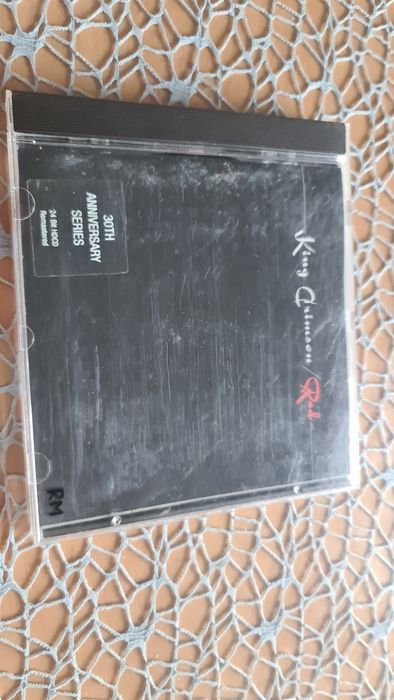 King Crimson/Red
30TH
ANNIVERSARY
SERIES
24 Bit HDCD
Remastered
RM